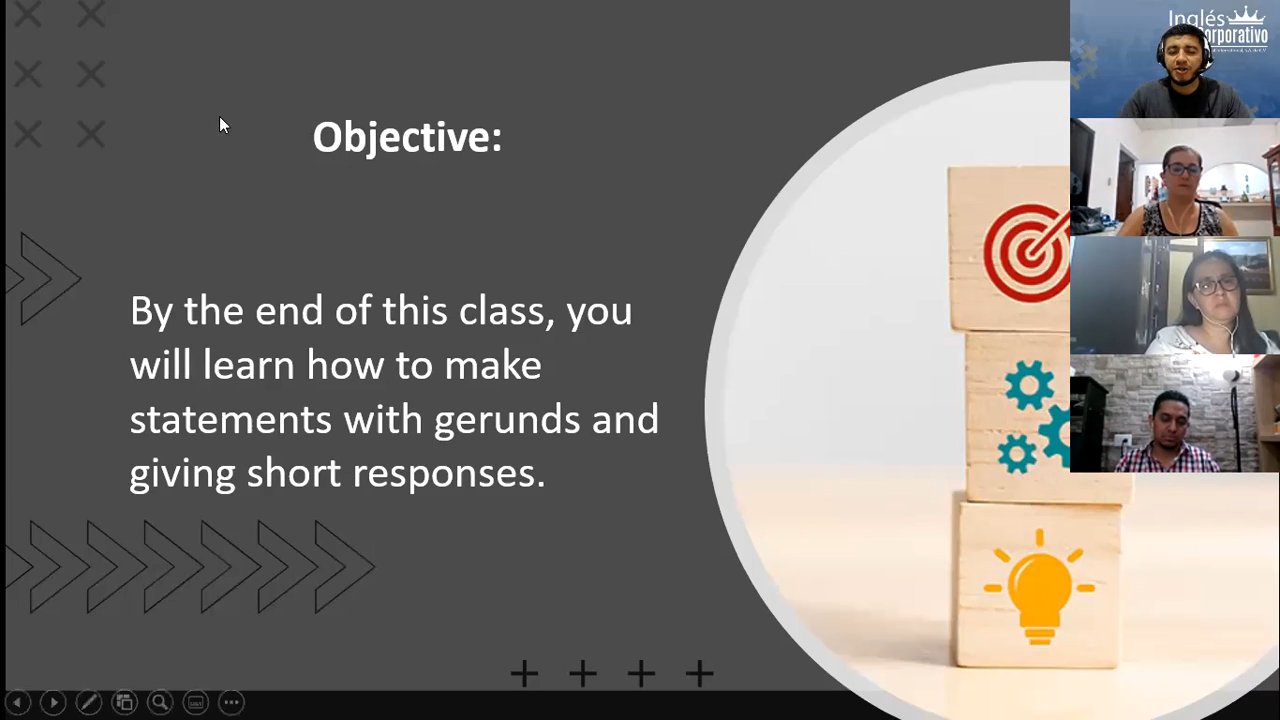 Objective:
By the end of this class, you
will learn how to make
statements with gerunds and
giving short responses.
Inglés
orporativo